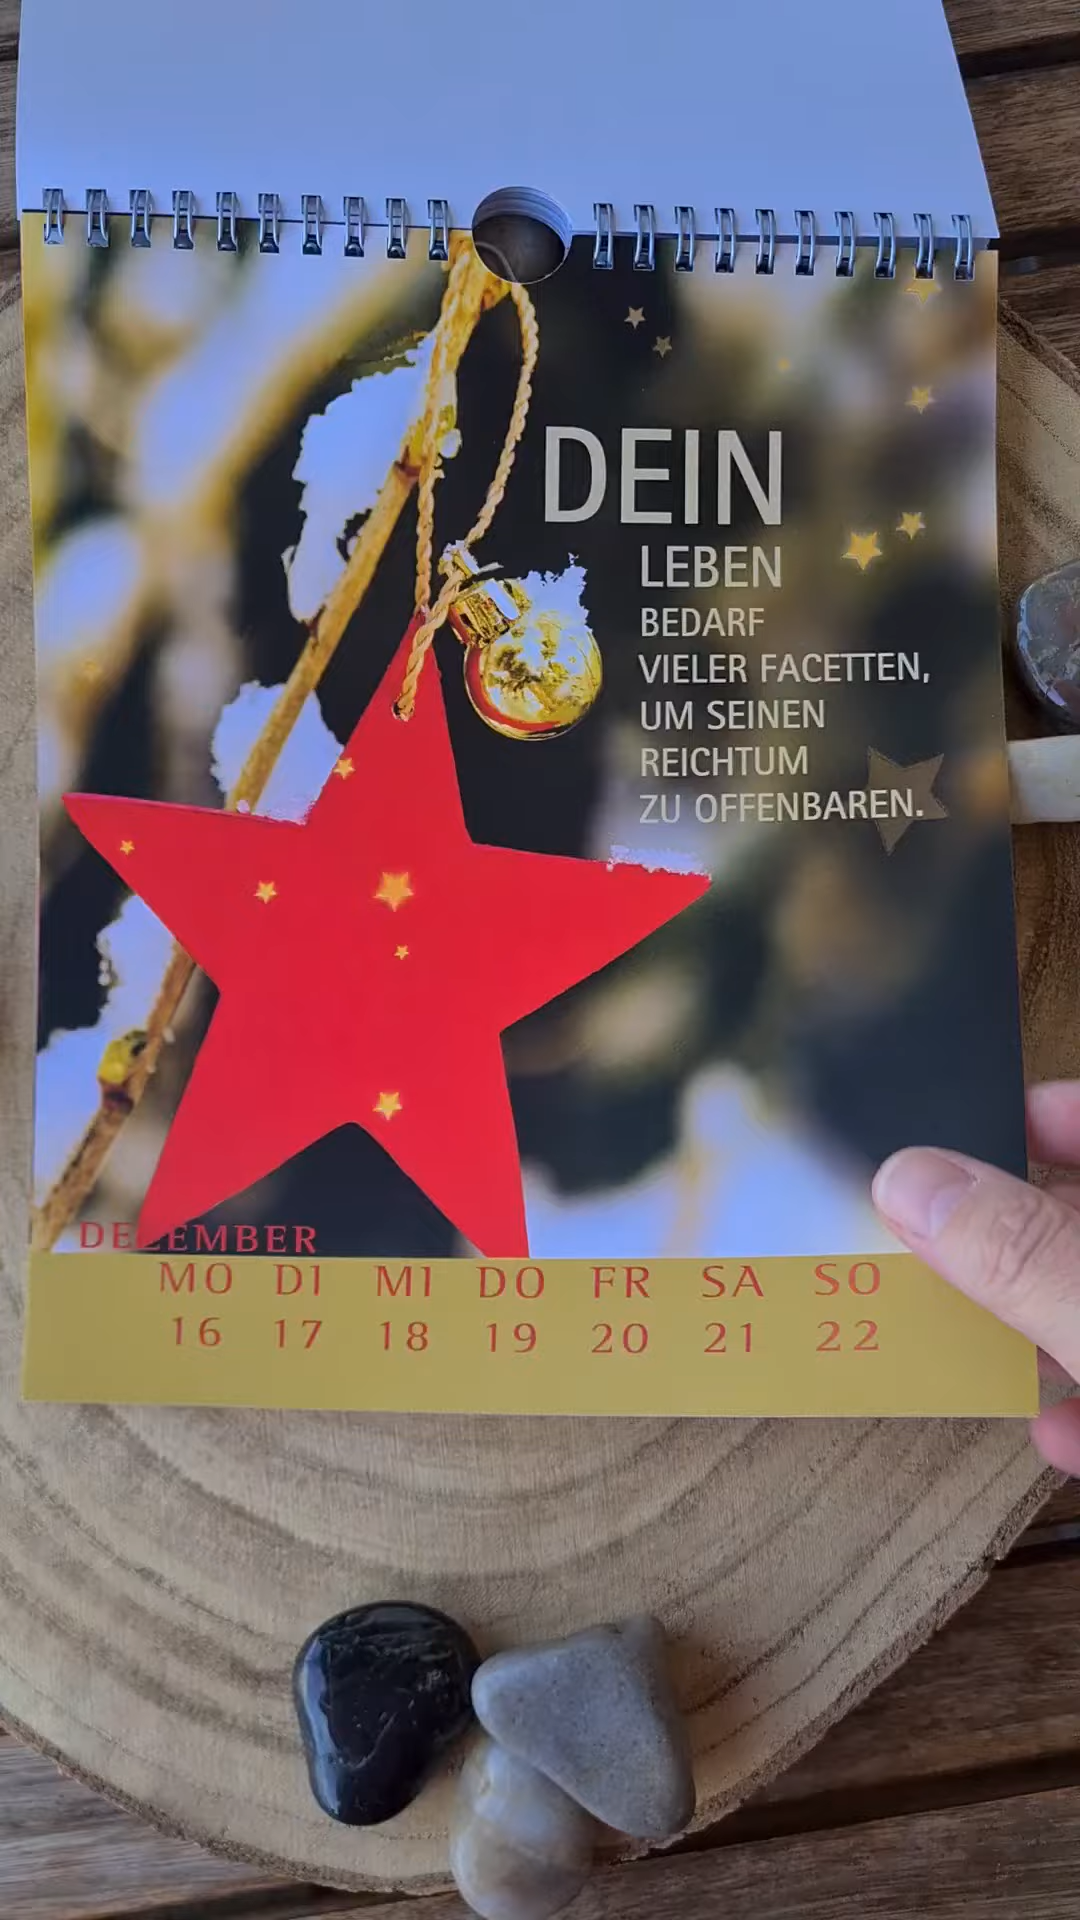 DEIN
LEBEN
BEDARF
VIELER FACETTEN,
UM SEINEN
REICHTUM
ZU OFFENBAREN.
DEZEMBER
MO DI MI DO FR SA SO
16 17 18 19 20 21 22